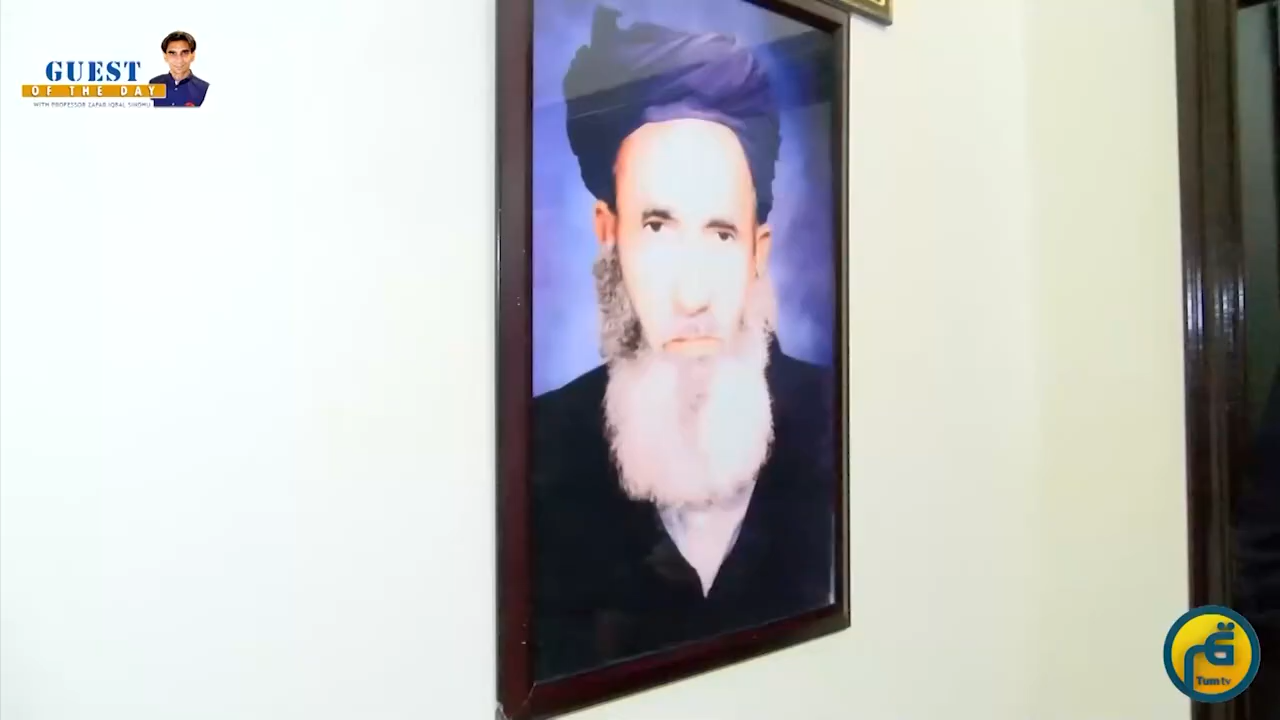 GUEST
OF THE DAY
WITH PROFESSOR ZAFAR IQBAL SINDHU
Tum tv